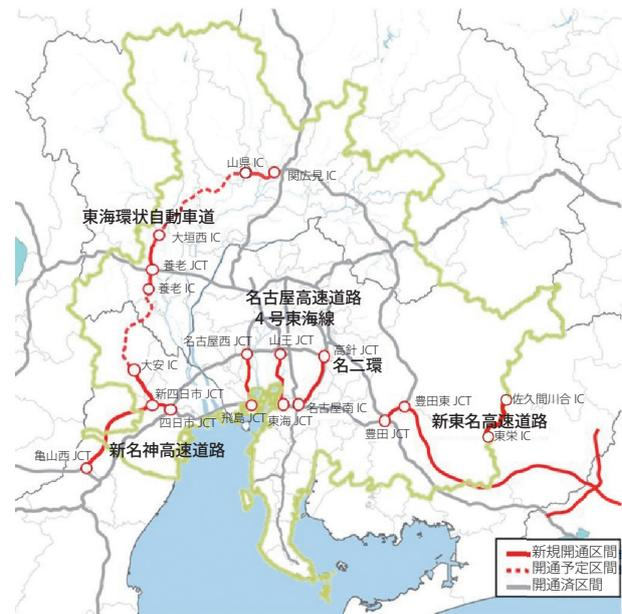 山県 IC
関広見 IC
東海環状自動車道
大垣西 IC
養老 JCT
養老 IC
名古屋高速道路
4号東海線
名古屋西 JCT
山王 JCT
高針 JCT
名二環
大安 IC
新四日市 JCT
四日市 JCT
飛島 JCT
東海 JCT
名古屋南 IC
豊田東 JCT
豊田 JCT
佐久間川合 IC
新東名高速道路
東栄 IC
亀山西 JCT
新名神高速道路
新規開通区間
開通予定区間
開通済区間